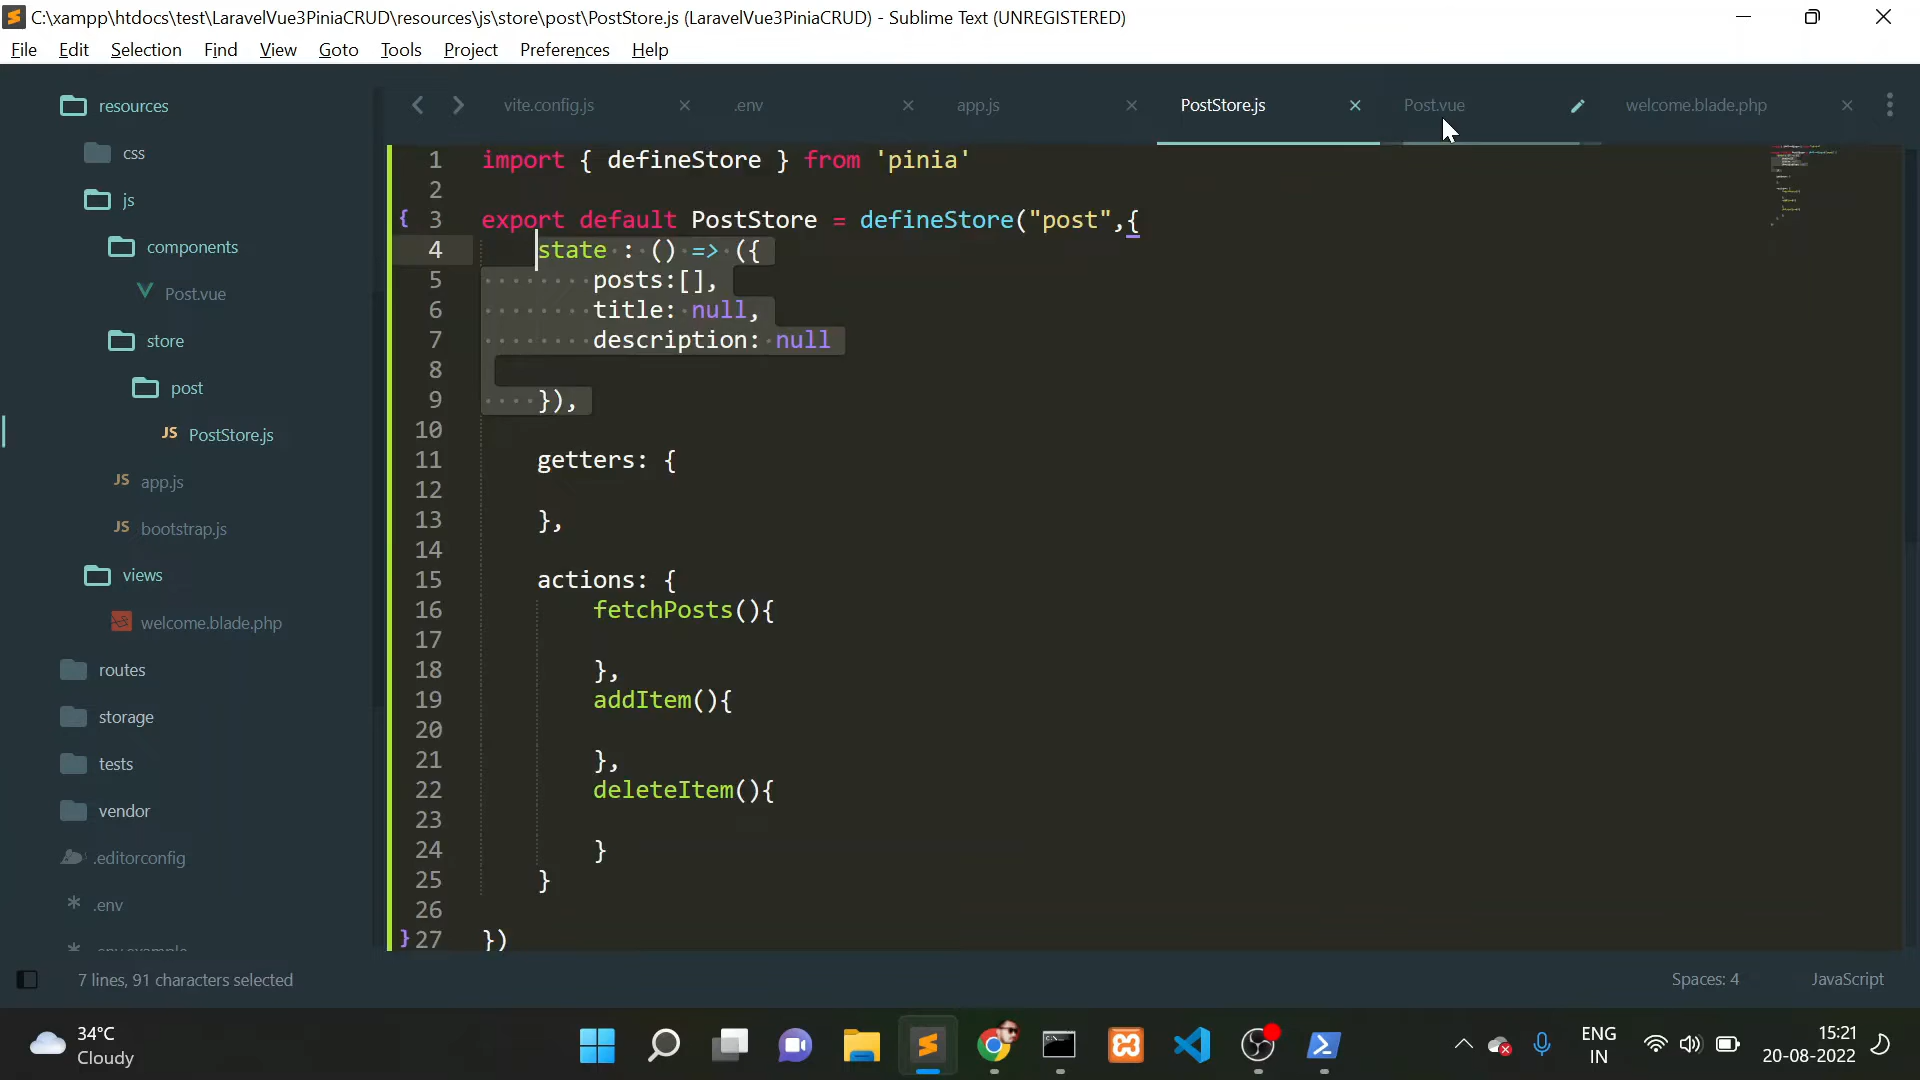 C:\xampp\htdocs\test\LaravelVue3PiniaCRUD\resources\js\store\post\PostStore.js (LaravelVue3PiniaCRUD) - Sublime Text (UNREGISTERED)
File Edit Selection Find View Goto Tools Project Preferences Help
resources
css
js
components
Post.vue
store
post
JS PostStore.js
JS app.js
JS bootstrap.js
views
welcome.blade.php
routes
storage
tests
vendor
.editorconfig
* .env
* .env.example
vite.config.js .env app.js PostStore.js Post.vue welcome.blade.php
1 import { defineStore } from 'pinia'
2
{ 3 export default PostStore = defineStore("post",{
4 state : () => ({
5 posts:[],
6 title: null,
7 description: null
8
9 }),
10
11 getters: {
12
13 },
14
15 actions: {
16 fetchPosts(){
17
18 },
19 addItem(){
20
21 },
22 deleteItem(){
23
24 }
25 }
26
} 27 })
7 lines, 91 characters selected
Spaces: 4 JavaScript
34°C
Cloudy
ENG
IN
15:21
20-08-2022